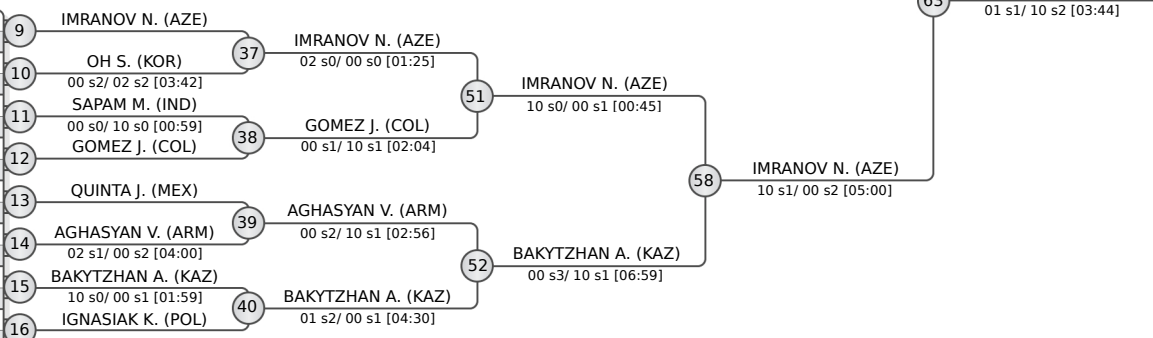 63
01 s1/ 10 s2 [03:44]
9
IMRANOV N. (AZE)
10
OH S. (KOR)
00 s2/ 02 s2 [03:42]
11
SAPAM M. (IND)
00 s0/ 10 s0 [00:59]
12
GOMEZ J. (COL)
13
QUINTA J. (MEX)
14
AGHASYAN V. (ARM)
02 s1/ 00 s2 [04:00]
15
BAKYTZHAN A. (KAZ)
10 s0/ 00 s1 [01:59]
16
IGNASIAK K. (POL)
37
IMRANOV N. (AZE)
02 s0/ 00 s0 [01:25]
38
GOMEZ J. (COL)
00 s1/ 10 s1 [02:04]
39
AGHASYAN V. (ARM)
00 s2/ 10 s1 [02:56]
40
BAKYTZHAN A. (KAZ)
01 s2/ 00 s1 [04:30]
51
IMRANOV N. (AZE)
10 s0/ 00 s1 [00:45]
52
BAKYTZHAN A. (KAZ)
00 s3/ 10 s1 [06:59]
58
IMRANOV N. (AZE)
10 s1/ 00 s2 [05:00]